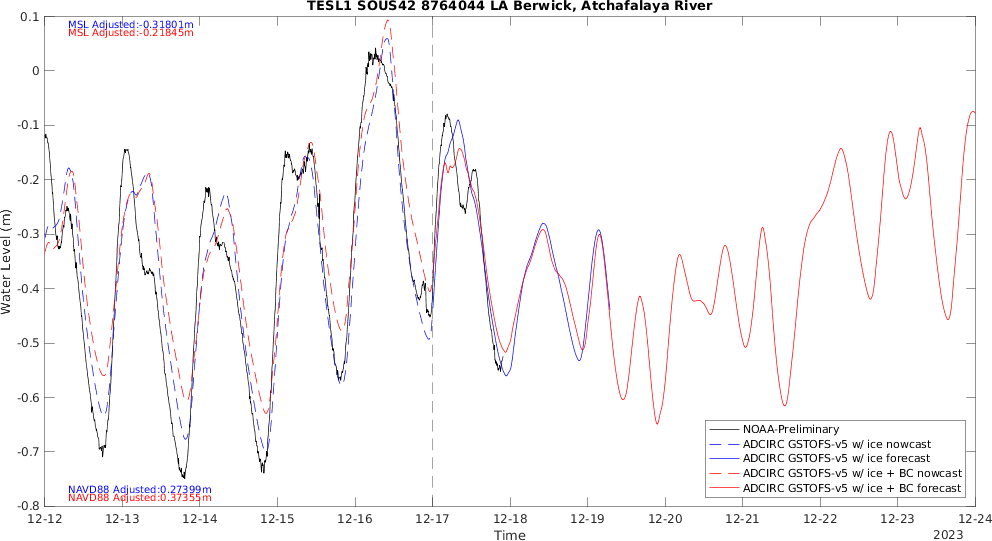 TESL1 SOUS42 8764044 LA Berwick, Atchafalaya River
MSL Adjusted:-0.31801m
MSL Adjusted:-0.21845m
0.1
0
-0.1
-0.2
-0.3
-0.4
-0.5
-0.6
-0.7
-0.8
Water Level (m)
NOAA-Preliminary
ADCIRC GSTOFS-v5 w/ ice nowcast
ADCIRC GSTOFS-v5 w/ ice forecast
ADCIRC GSTOFS-v5 w/ ice + BC nowcast
ADCIRC GSTOFS-v5 w/ ice + BC forecast
NAVD88 Adjusted:0.27399m
NAVD88 Adjusted:0.37355m
12-12 12-13 12-14 12-15 12-16 12-17 12-18 12-19 12-20 12-21 12-22 12-23 12-24
Time
2023